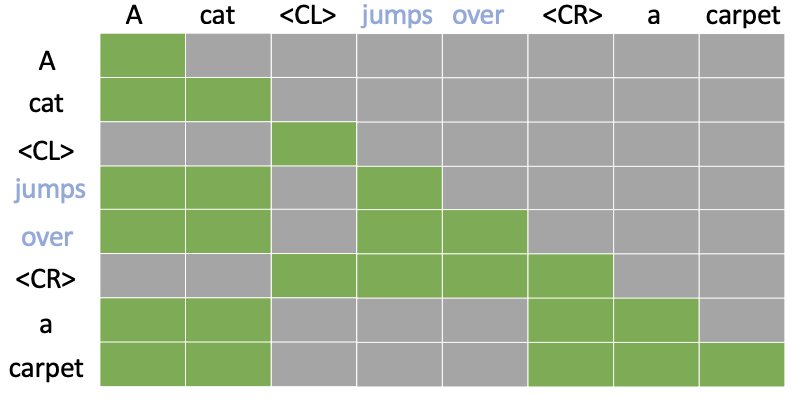 A cat <CL> jumps over <CR> a carpet
A
cat
<CL>
jumps
over
<CR>
a
carpet